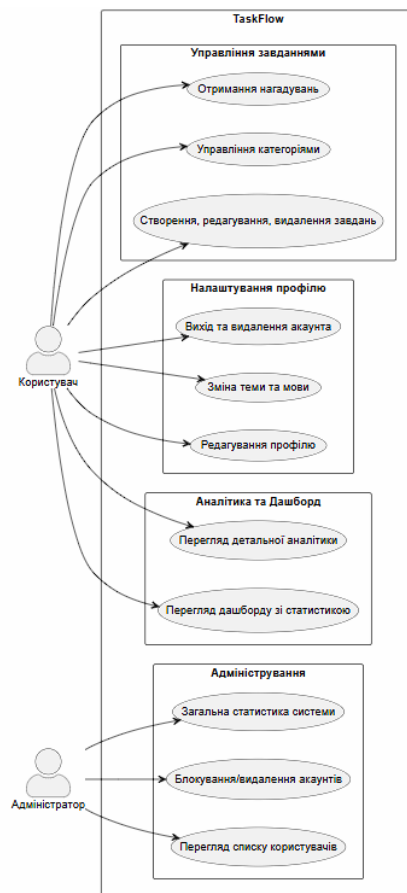 TaskFlow
Управління завданнями
Отримання нагадувань
Управління категоріями
Створення, редагування, видалення завдань
Користувач
Налаштування профілю
Вихід та видалення акаунта
Зміна теми та мови
Редагування профілю
Аналітика та Дашборд
Перегляд детальної аналітики
Перегляд дашборду зі статистикою
Адміністратор
Адміністрування
Загальна статистика системи
Блокування/видалення акаунтів
Перегляд списку користувачів